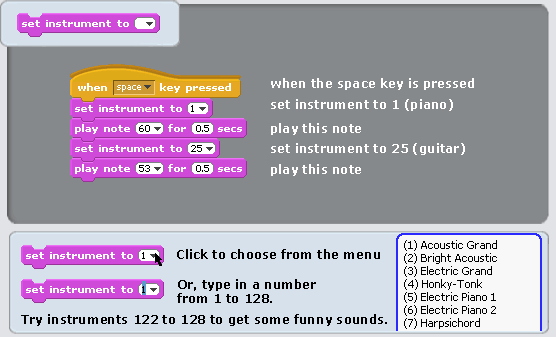 set instrument to
when space key pressed
when the space key is pressed
set instrument to 1
set instrument to 1 (piano)
play note 60 for 0.5 secs
play this note
set instrument to 25
set instrument to 25 (guitar)
play note 53 for 0.5 secs
play this note
set instrument to 1
Click to choose from the menu
set instrument to 1
Or, type in a number
from 1 to 128.
Try instruments 122 to 128 to get some funny sounds.
(1) Acoustic Grand
(2) Bright Acoustic
(3) Electric Grand
(4) Honky-Tonk
(5) Electric Piano 1
(6) Electric Piano 2
(7) Harpsichord